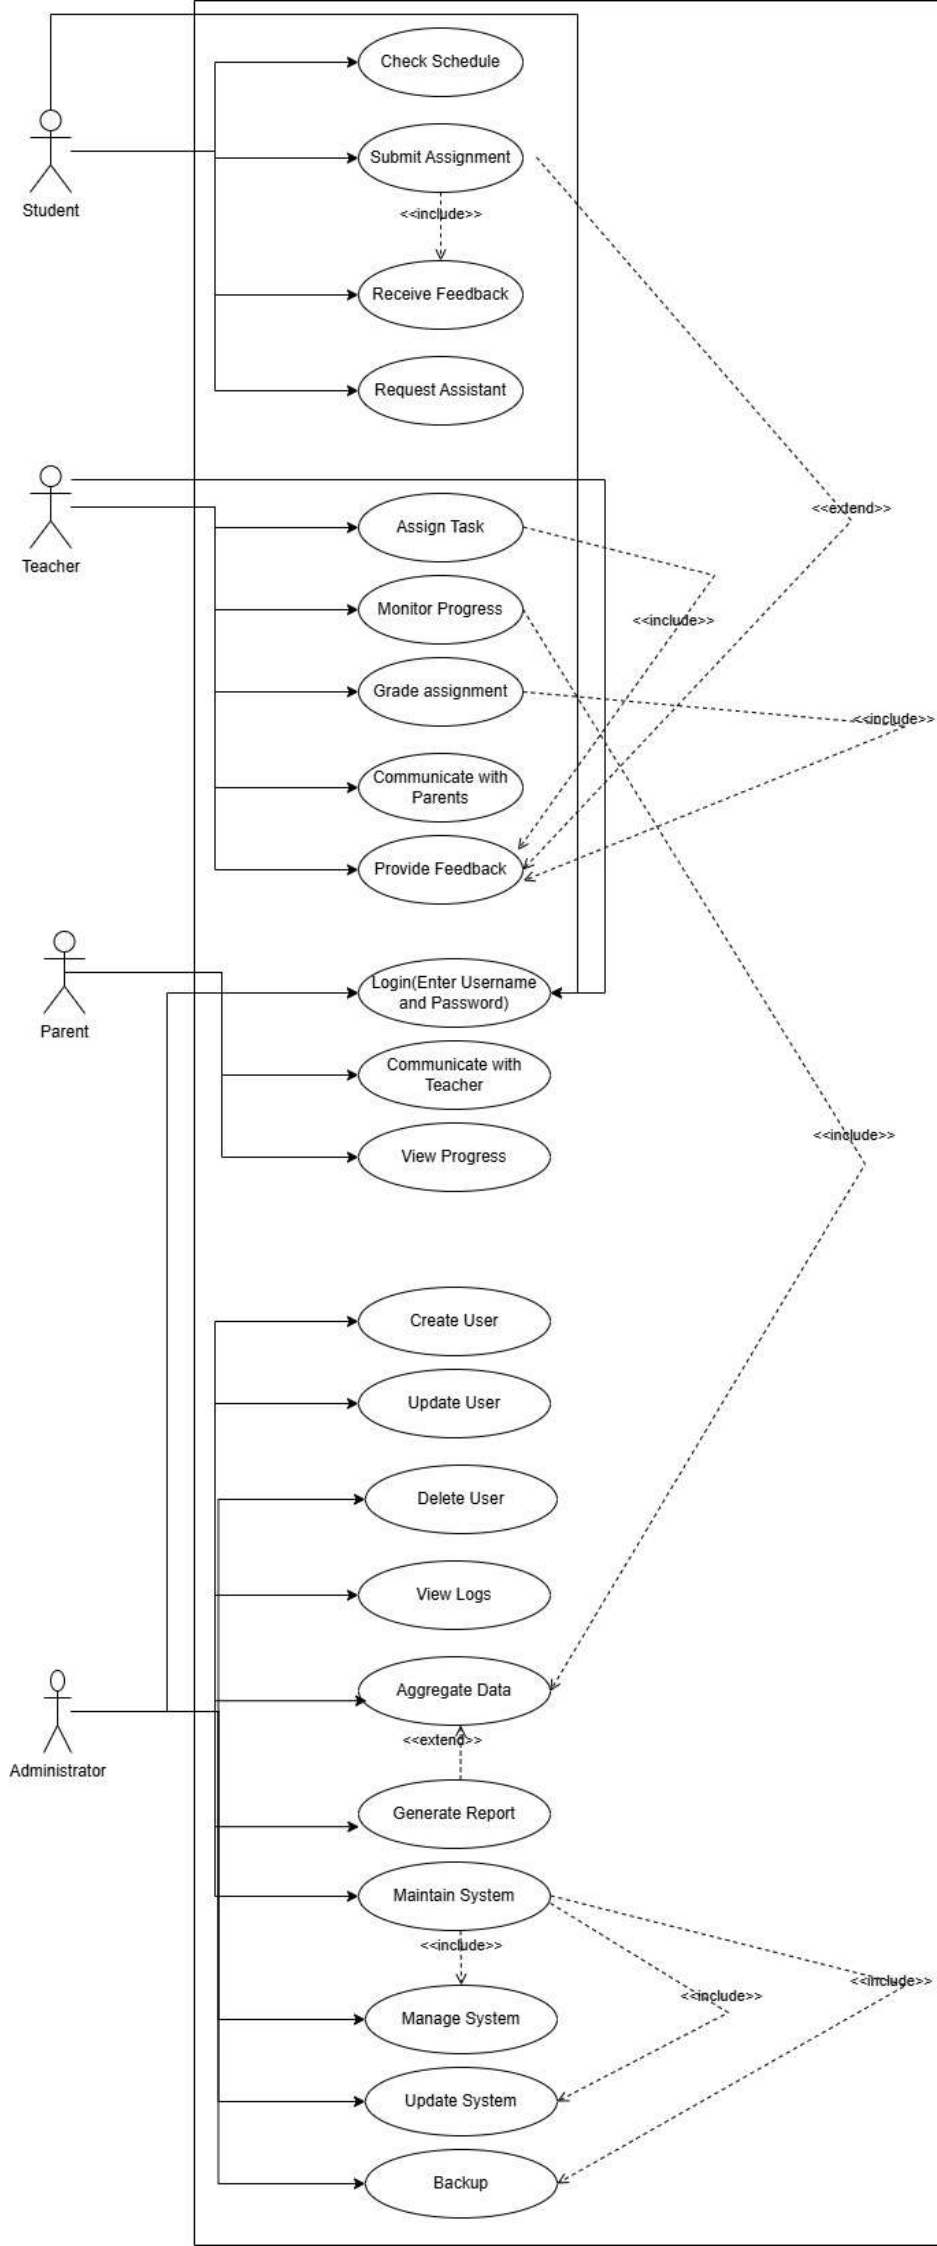 Check Schedule
Submit Assignment
<<include>>
Student
Receive Feedback
Request Assistant
<<extend>>
Assign Task
Teacher
Monitor Progress
<<include>>
Grade assignment
<<include>>
Communicate with
Parents
Provide Feedback
Login(Enter Username
and Password)
Parent
Communicate with
Teacher
<<include>>
View Progress
Create User
Update User
Delete User
View Logs
Aggregate Data
<<extend>>
Administrator
Generate Report
Maintain System
<<include>>
<<include>>
<<include>>
Manage System
Update System
Backup